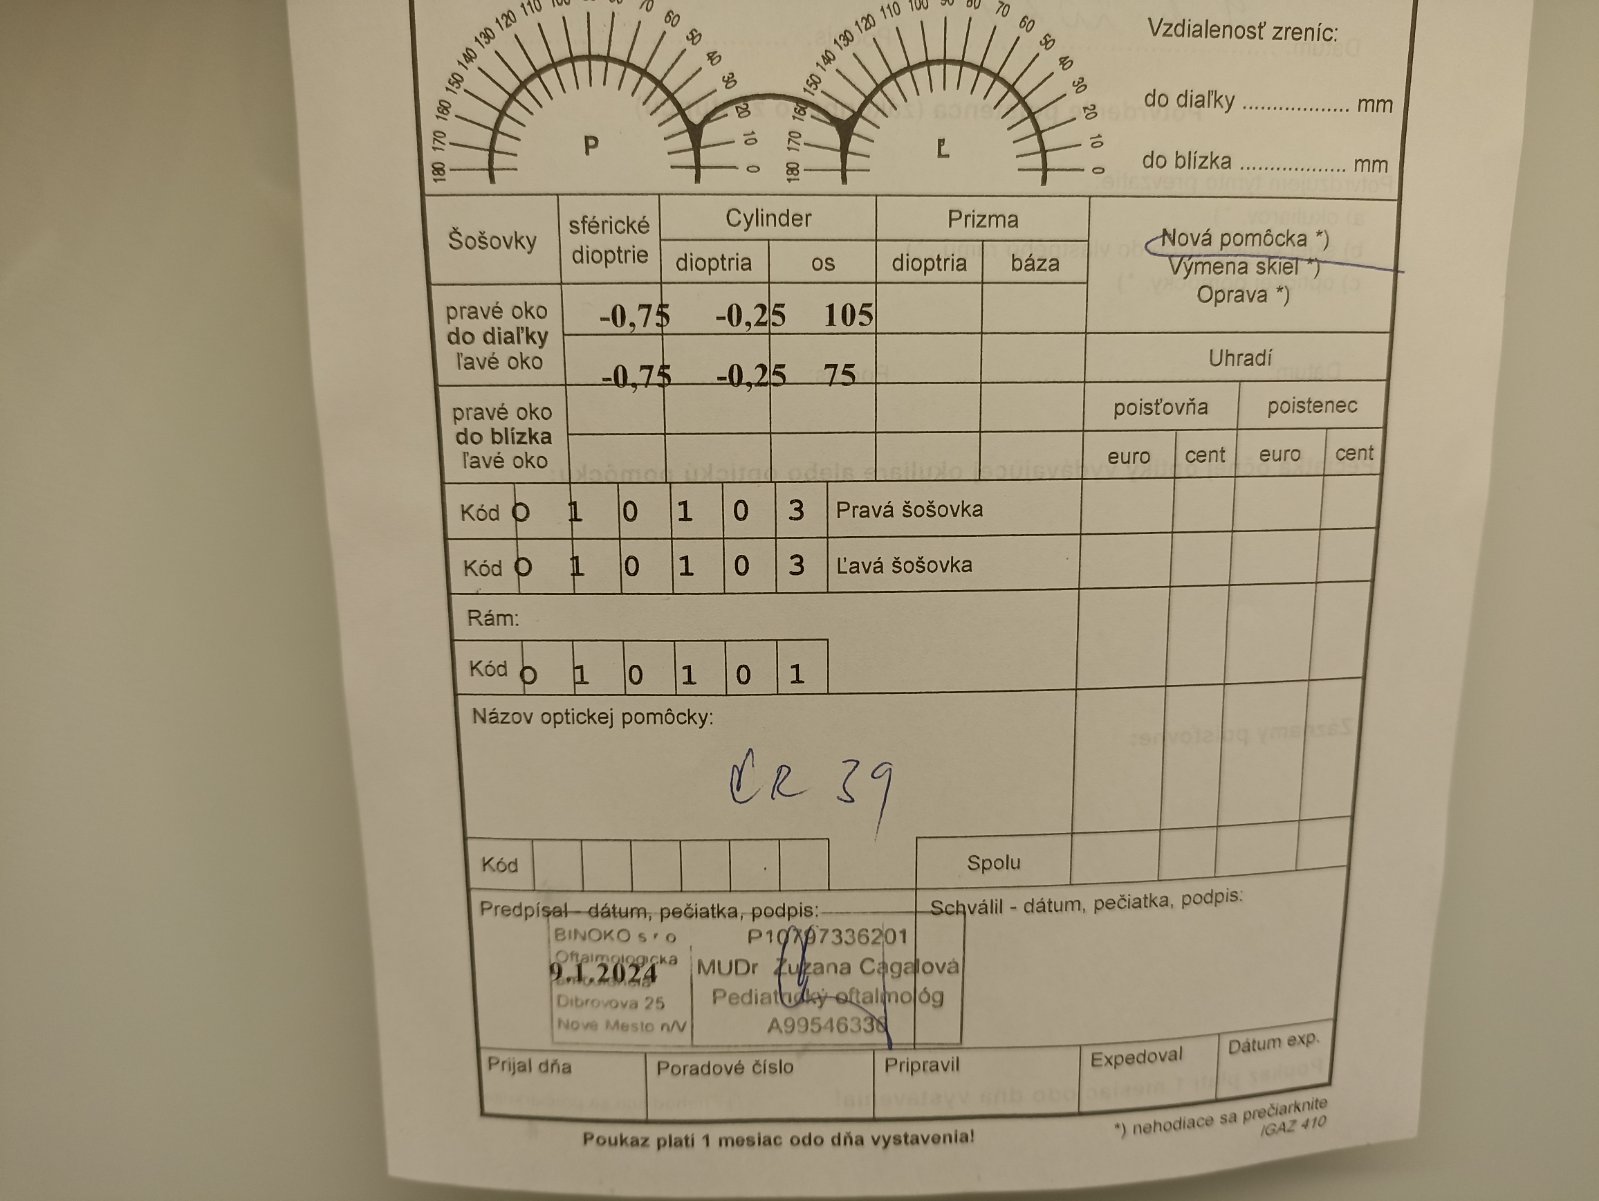 180 170 160 150 140 130 120 110 100 70 60 50 40 30 20 10 0
P
180 170 160 150 140 130 120 110 100 90 80 70 60 50 40 30 20 10 0
Ľ
Vzdialenosť zreníc:
do diaľky .................. mm
do blízka .................. mm
Šošovky
sférické
dioptrie
Cylinder
dioptria os
Prizma
dioptria báza
Nová pomôcka *)
Výmena skiel *)
Oprava *)
pravé oko -0,75 -0,25 105
do diaľky
ľavé oko -0,75 -0,25 75
Uhradí
poisťovňa poistenec
euro cent euro cent
pravé oko
do blízka
ľavé oko
Kód 0 1 0 1 0 3 Pravá šošovka
Kód 0 1 0 1 0 3 Ľavá šošovka
Rám:
Kód 0 1 0 1 0 1
Názov optickej pomôcky:
CR 39
Kód
Spolu
Predpísal - dátum, pečiatka, podpis:
Schválil - dátum, pečiatka, podpis:
BINOKO s r o
Oftalmologická
9.1.2024
Dibrovova 25
Nové Mesto n/V
P10797336201
MUDr Zuzana Cagalová
Pediatrický oftalmológ
A99546336
Prijal dňa Poradové číslo Pripravil Expedoval Dátum exp.
Poukaz platí 1 mesiac odo dňa vystavenia!
*) nehodiace sa prečiarknite
IGAZ 410